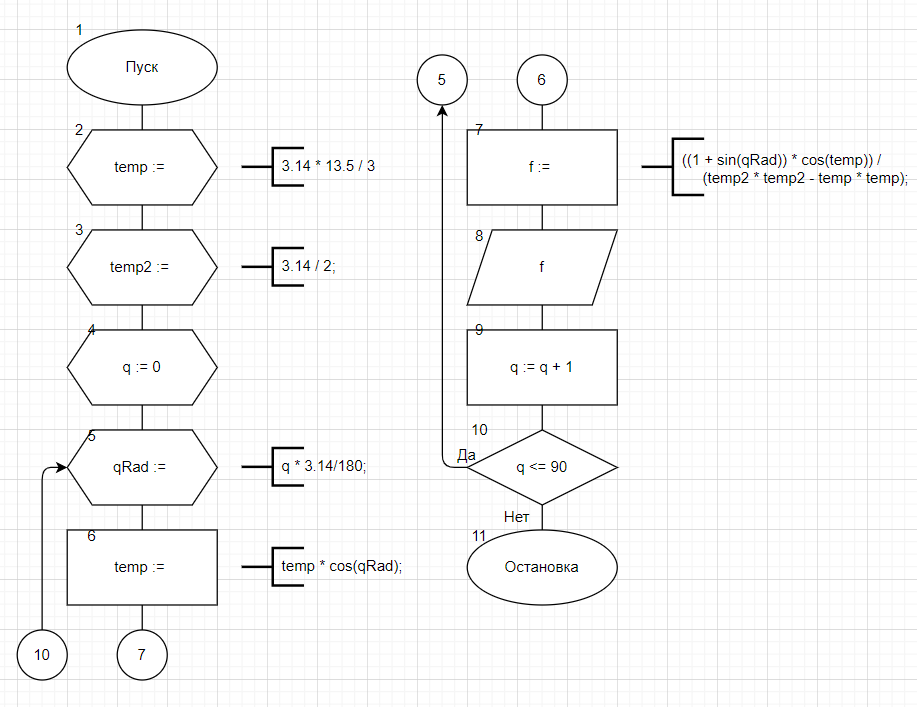 1
Пуск
2
temp :=
3.14 * 13.5 / 3
3
temp2 :=
3.14 / 2;
4
q := 0
5
qRad :=
q * 3.14/180;
6
temp :=
temp * cos(qRad);
10
7
5
6
7
f :=
((1 + sin(qRad)) * cos(temp)) /
(temp2 * temp2 - temp * temp);
8
f
9
q := q + 1
10
Да
q <= 90
Нет
11
Остановка